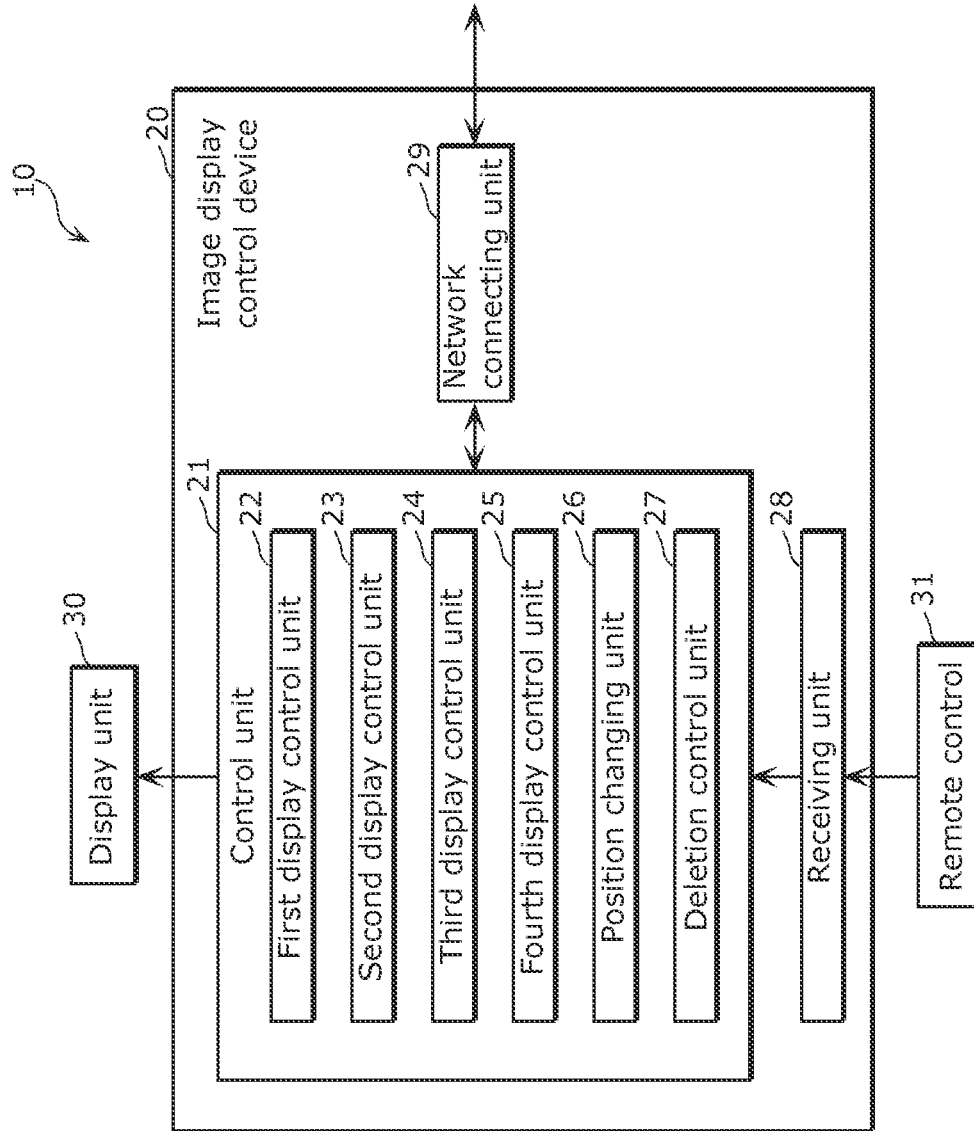 10
30
Display unit
20
Image display
control device
21
Control unit
22
First display control unit
23
Second display control unit
24
Third display control unit
25
Fourth display control unit
26
Position changing unit
27
Deletion control unit
28
Receiving unit
29
Network
connecting unit
31
Remote control